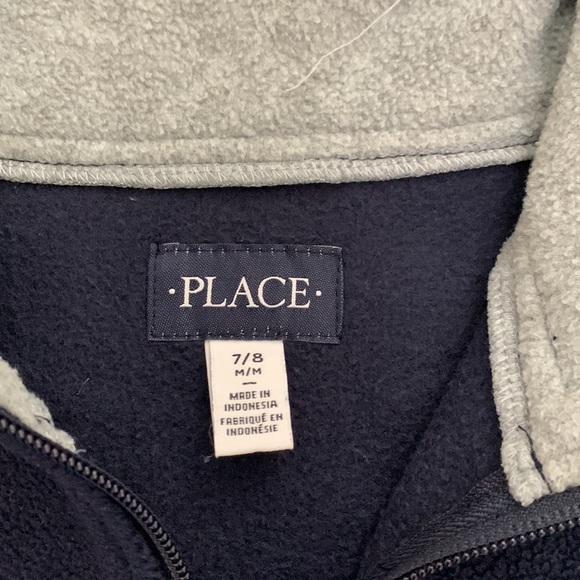 ·PLACE·
7/8
M/M
MADE IN
INDONESIA
FABRIQUÉ EN
INDONÉSIE